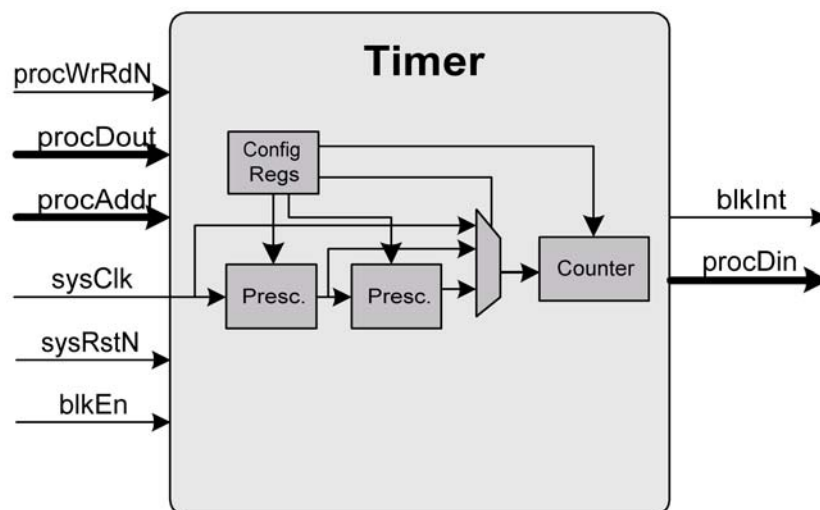 Timer
procWrRdN
procDout
procAddr
sysClk
sysRstN
blkEn
Config
Regs
Presc.
Presc.
Counter
blkInt
procDin